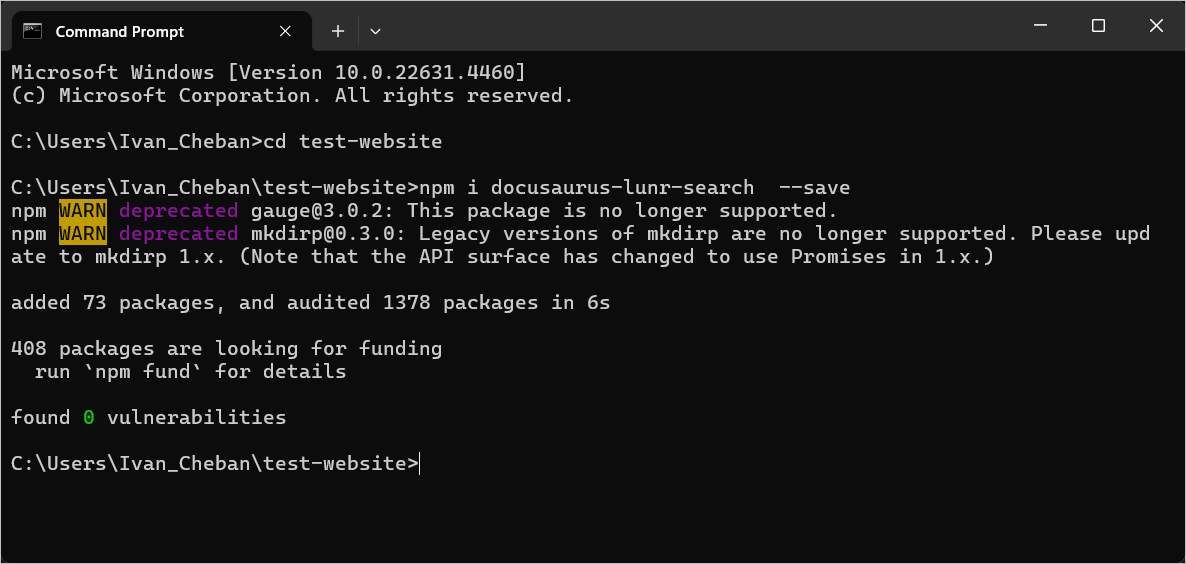 Command Prompt
Microsoft Windows [Version 10.0.22631.4460]
(c) Microsoft Corporation. All rights reserved.
C:\Users\Ivan_Cheban>cd test-website
C:\Users\Ivan_Cheban\test-website>npm i docusaurus-lunr-search  --save
npm WARN deprecated gauge@3.0.2: This package is no longer supported.
npm WARN deprecated mkdirp@0.3.0: Legacy versions of mkdirp are no longer supported. Please upd
ate to mkdirp 1.x. (Note that the API surface has changed to use Promises in 1.x.)
added 73 packages, and audited 1378 packages in 6s
408 packages are looking for funding
  run `npm fund` for details
found 0 vulnerabilities
C:\Users\Ivan_Cheban\test-website>